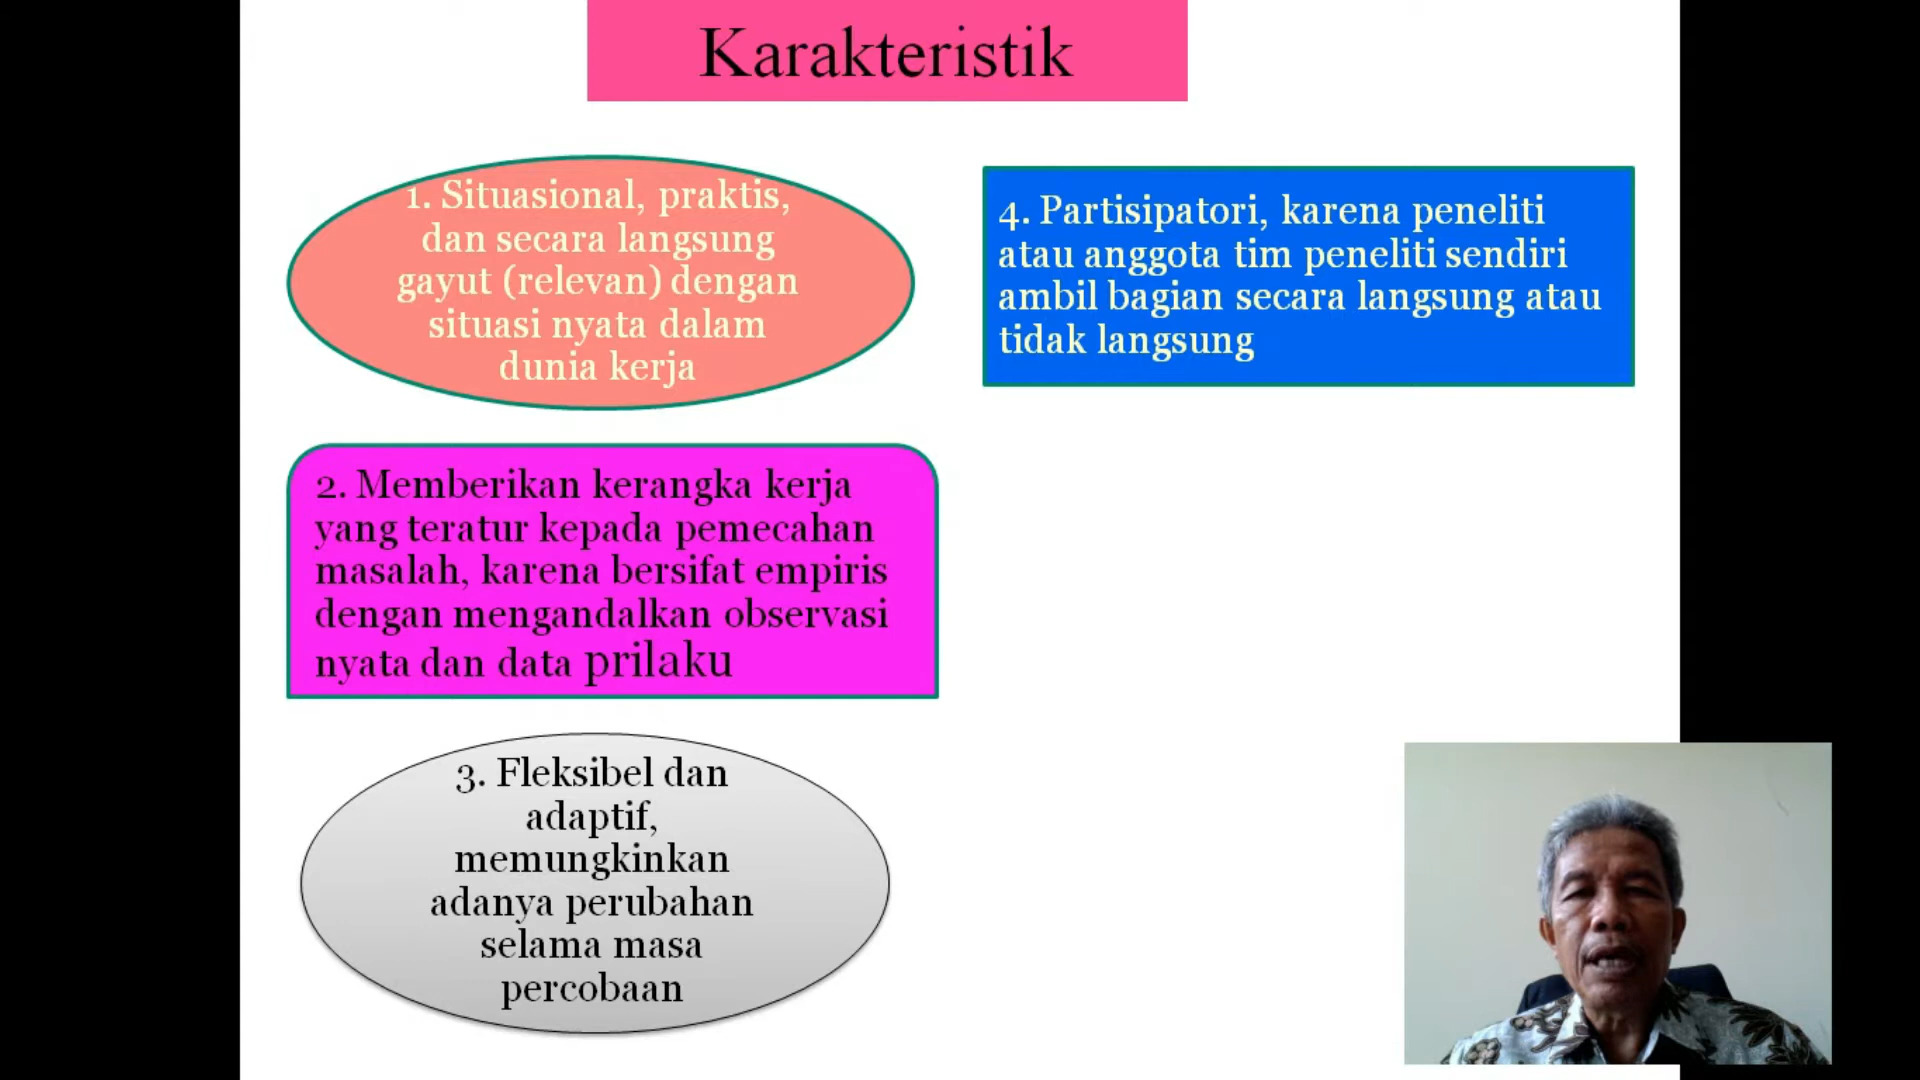 Karakteristik
1. Situasional, praktis,
dan secara langsung
gayut (relevan) dengan
situasi nyata dalam
dunia kerja
2. Memberikan kerangka kerja
yang teratur kepada pemecahan
masalah, karena bersifat empiris
dengan mengandalkan observasi
nyata dan data prilaku
3. Fleksibel dan
adaptif,
memungkinkan
adanya perubahan
selama masa
percobaan
4. Partisipatori, karena peneliti
atau anggota tim peneliti sendiri
ambil bagian secara langsung atau
tidak langsung